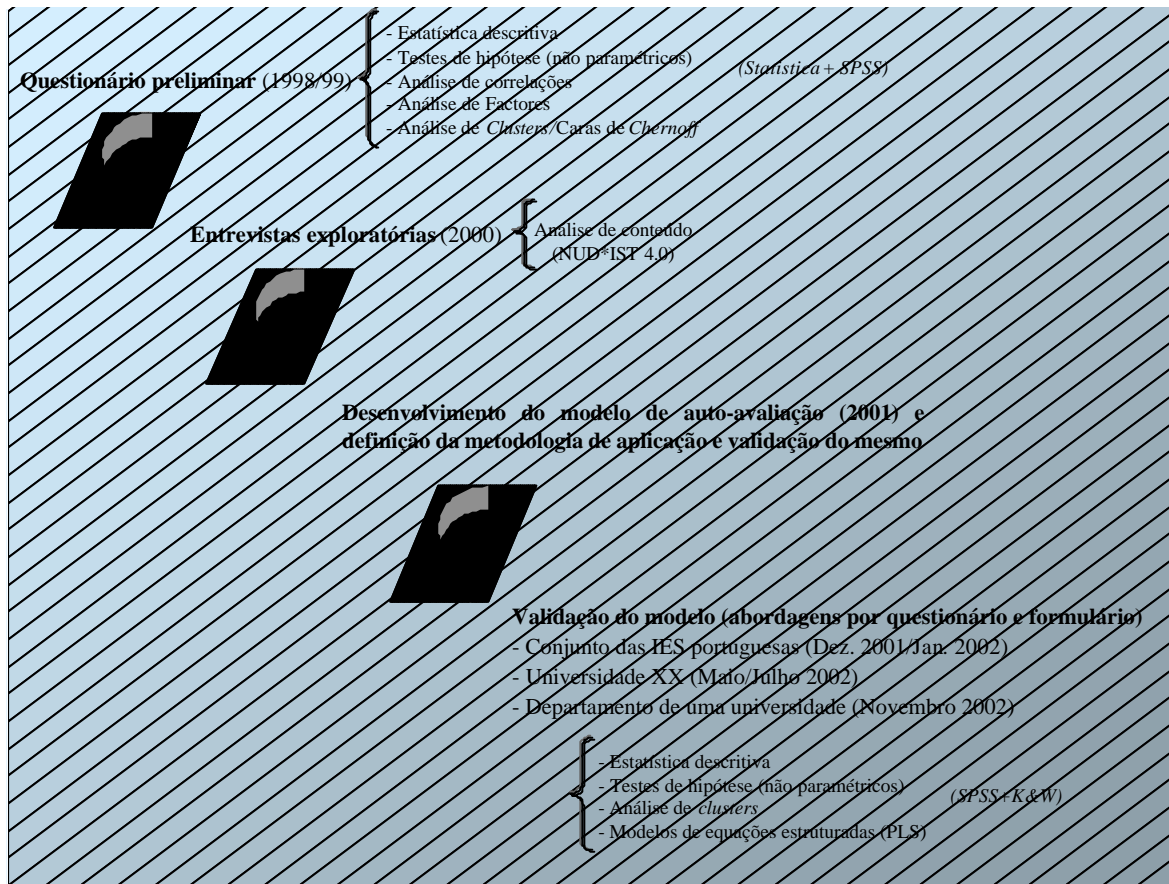 - Estatística descritiva
- Testes de hipótese (não paramétricos)
Questionário preliminar (1998/99)
- Análise de correlações
(Statistica + SPSS)
- Análise de Factores
- Análise de Clusters/Caras de Chernoff
Entrevistas exploratórias (2000)
Análise de conteúdo
(NUD*IST 4.0)
Desenvolvimento do modelo de auto-avaliação (2001) e
definição da metodologia de aplicação e validação do mesmo
Validação do modelo (abordagens por questionário e formulário)
- Conjunto das IES portuguesas (Dez. 2001/Jan. 2002)
- Universidade XX (Maio/Julho 2002)
- Departamento de uma universidade (Novembro 2002)
- Estatística descritiva
- Testes de hipótese (não paramétricos)
- Análise de clusters
(SPSS+K&W)
- Modelos de equações estruturadas (PLS)